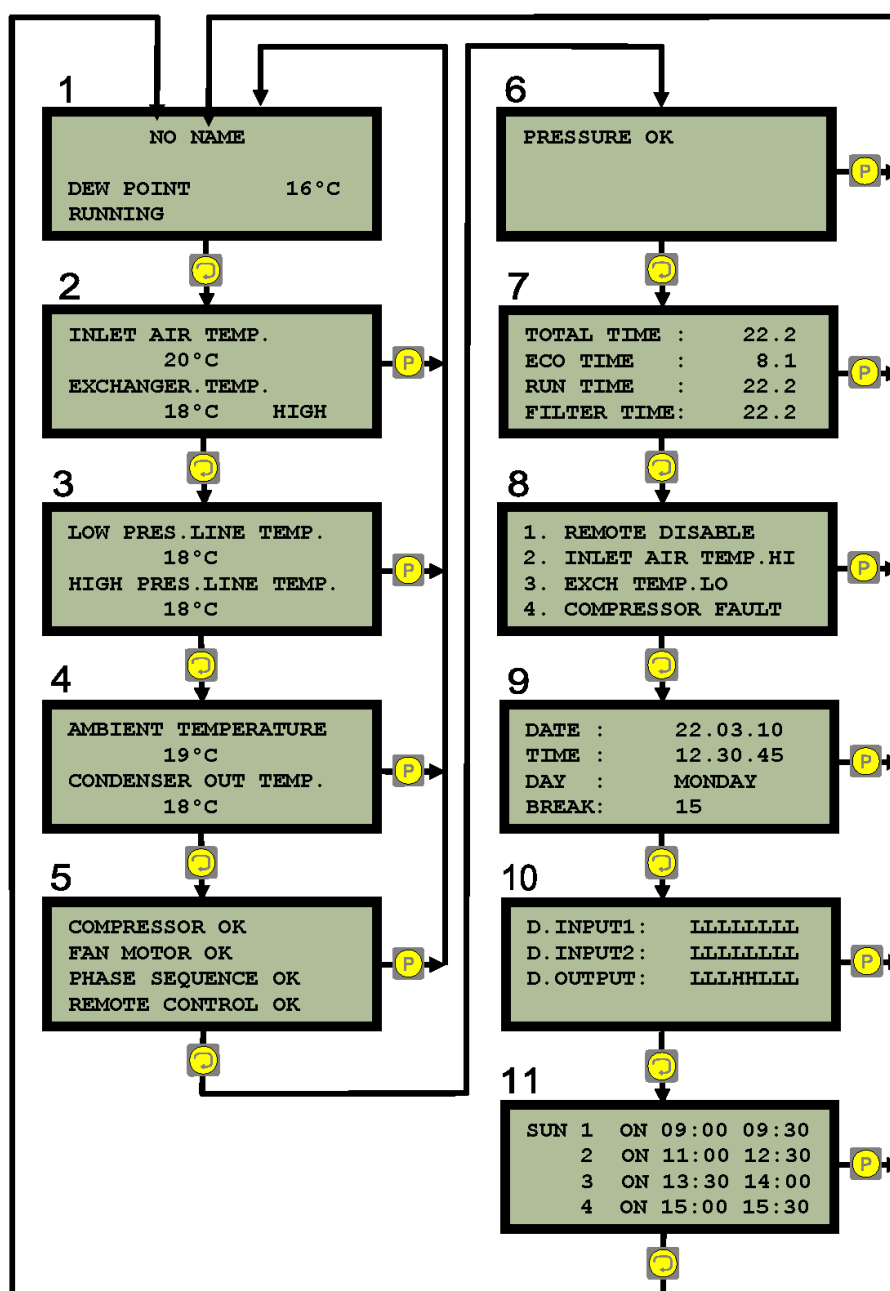 1
NO NAME
DEW POINT 16°C
RUNNING
2
INLET AIR TEMP.
20°C
EXCHANGER.TEMP.
18°C HIGH
P
3
LOW PRES.LINE TEMP.
18°C
HIGH PRES.LINE TEMP.
18°C
P
4
AMBIENT TEMPERATURE
19°C
CONDENSER OUT TEMP.
18°C
P
5
COMPRESSOR OK
FAN MOTOR OK
PHASE SEQUENCE OK
REMOTE CONTROL OK
P
6
PRESSURE OK
P
7
TOTAL TIME : 22.2
ECO TIME : 8.1
RUN TIME : 22.2
FILTER TIME: 22.2
P
8
1. REMOTE DISABLE
2. INLET AIR TEMP.HI
3. EXCH TEMP.LO
4. COMPRESSOR FAULT
P
9
DATE : 22.03.10
TIME : 12.30.45
DAY : MONDAY
BREAK: 15
P
10
D.INPUT1: LLLLLLLL
D.INPUT2: LLLLLLLL
D.OUTPUT: LLLHHLLL
P
11
SUN 1 ON 09:00 09:30
2 ON 11:00 12:30
3 ON 13:30 14:00
4 ON 15:00 15:30
P